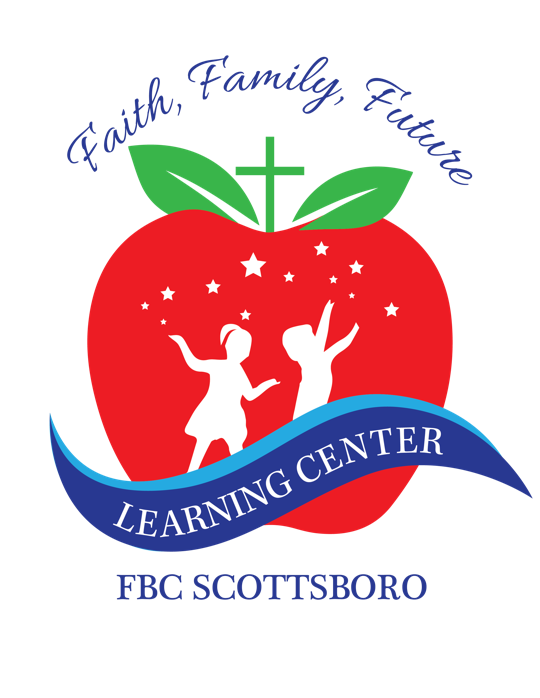 Faith, Family, Future
LEARNING CENTER
FBC SCOTTSBORO